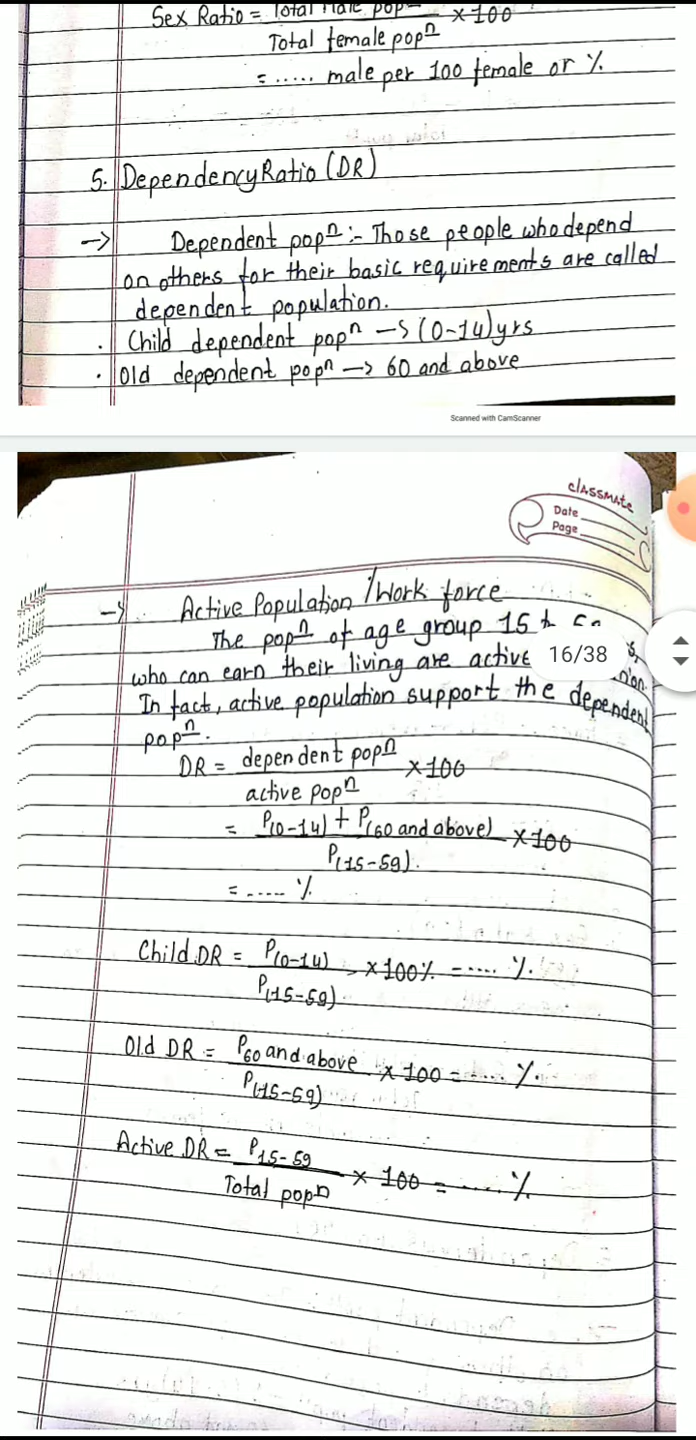 Sex Ratio = Total Male pop
Total female popⁿ × 100
= ..... male per 100 female or %
5. Dependency Ratio (DR)
→ Dependent popⁿ :- Those people who depend
on others for their basic requirements are called
dependent population.
· Child dependent popⁿ → (0-14) yrs
· Old dependent popⁿ → 60 and above
Scanned with CamScanner
classmate
Date
Page
→ Active Population / Work force
The popⁿ of age group 15
who can earn their living are active
16/38
In fact, active population support the dependent
popⁿ.
DR = dependent popⁿ × 100
active popⁿ
= P(0-14) + P(60 and above) × 100
P(15-59).
= ..... %
Child DR = P(0-14) × 100% = ..... %.
P(15-59)
Old DR = P60 and above × 100 = ..... %.
P(15-59)
Active DR = P15-59 × 100 = ..... %
Total popⁿ